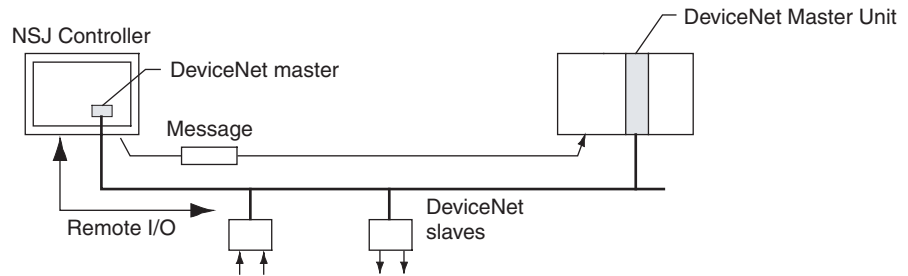 DeviceNet Master Unit
NSJ Controller
DeviceNet master
Message
DeviceNet
slaves
Remote I/O